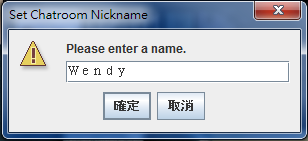 Set Chatroom Nickname
Please enter a name.
Ｗｅｎｄｙ
確定 取消